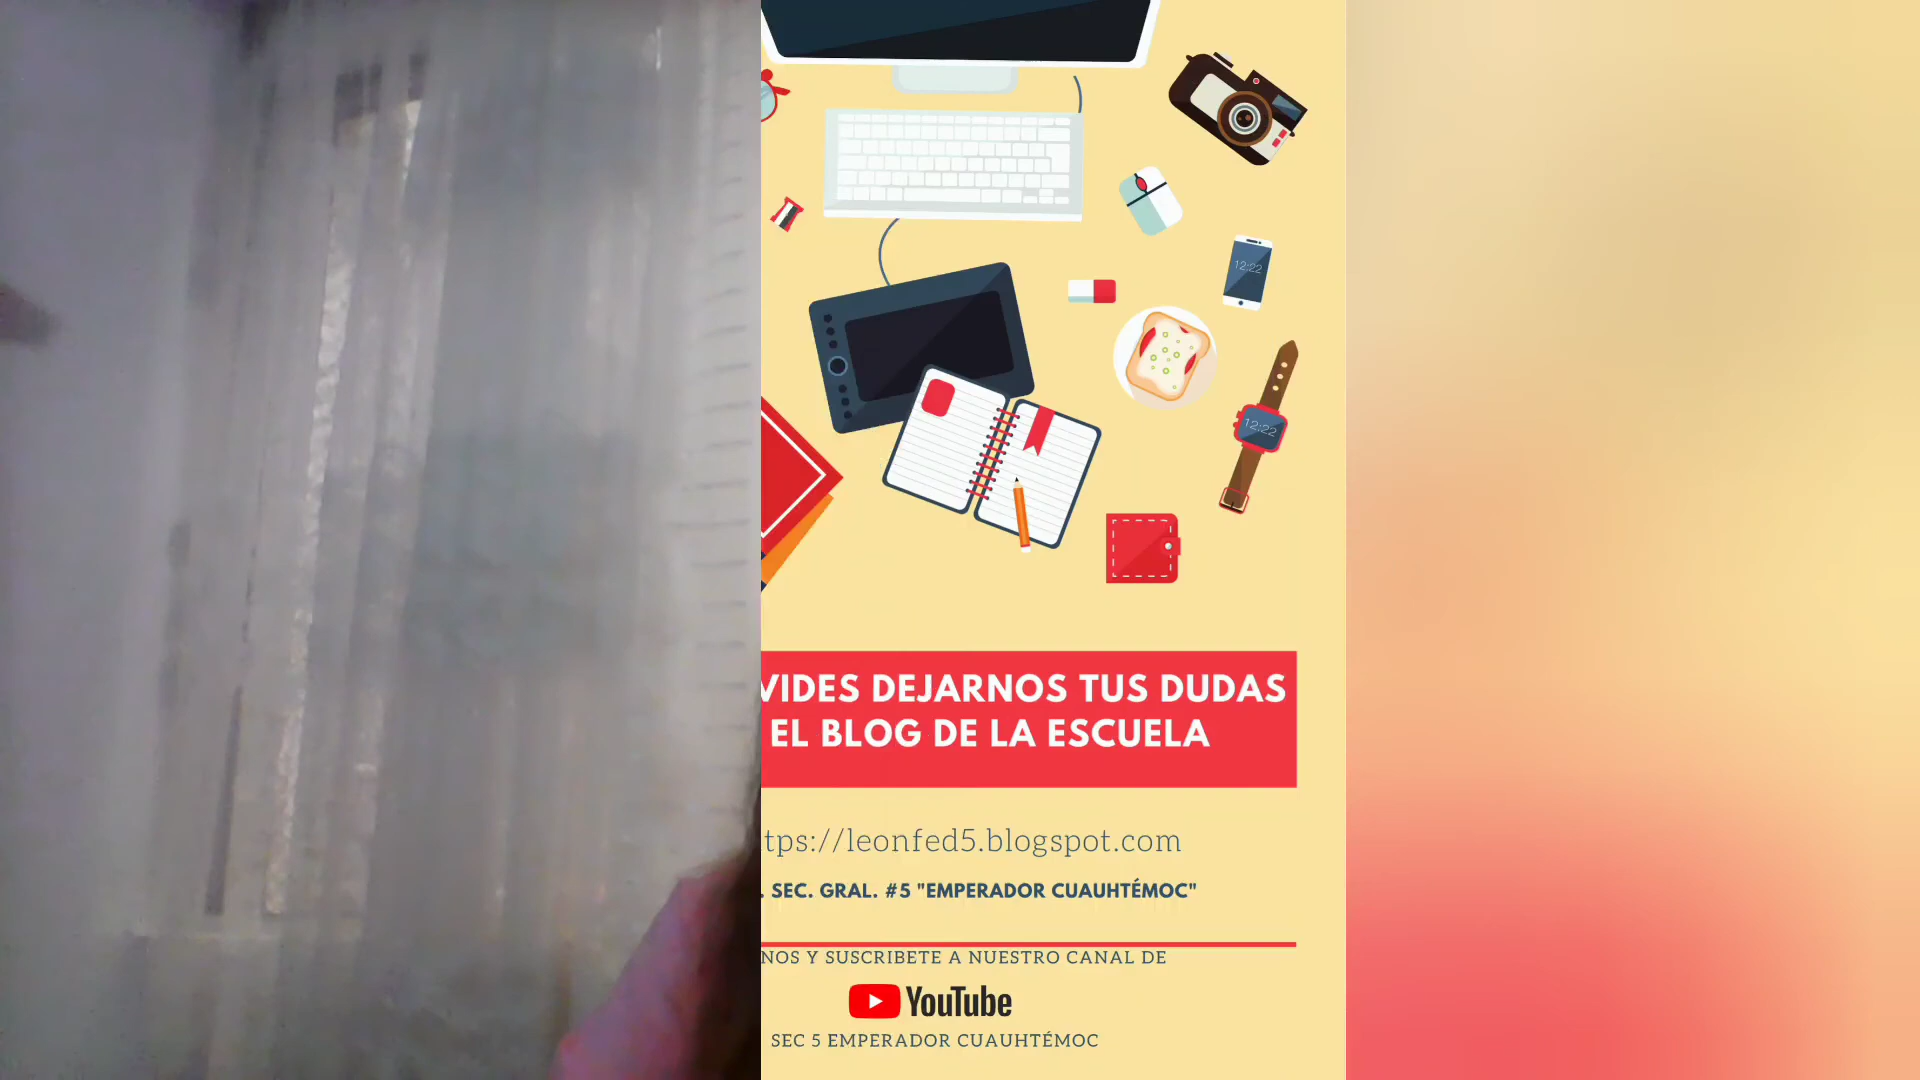 12:22
12:22
VIDES DEJARNOS TUS DUDAS
EL BLOG DE LA ESCUELA
tps://leonfed5.blogspot.com
. SEC. GRAL. #5 "EMPERADOR CUAUHTÉMOC"
NOS Y SUSCRIBETE A NUESTRO CANAL DE
YouTube
SEC 5 EMPERADOR CUAUHTÉMOC